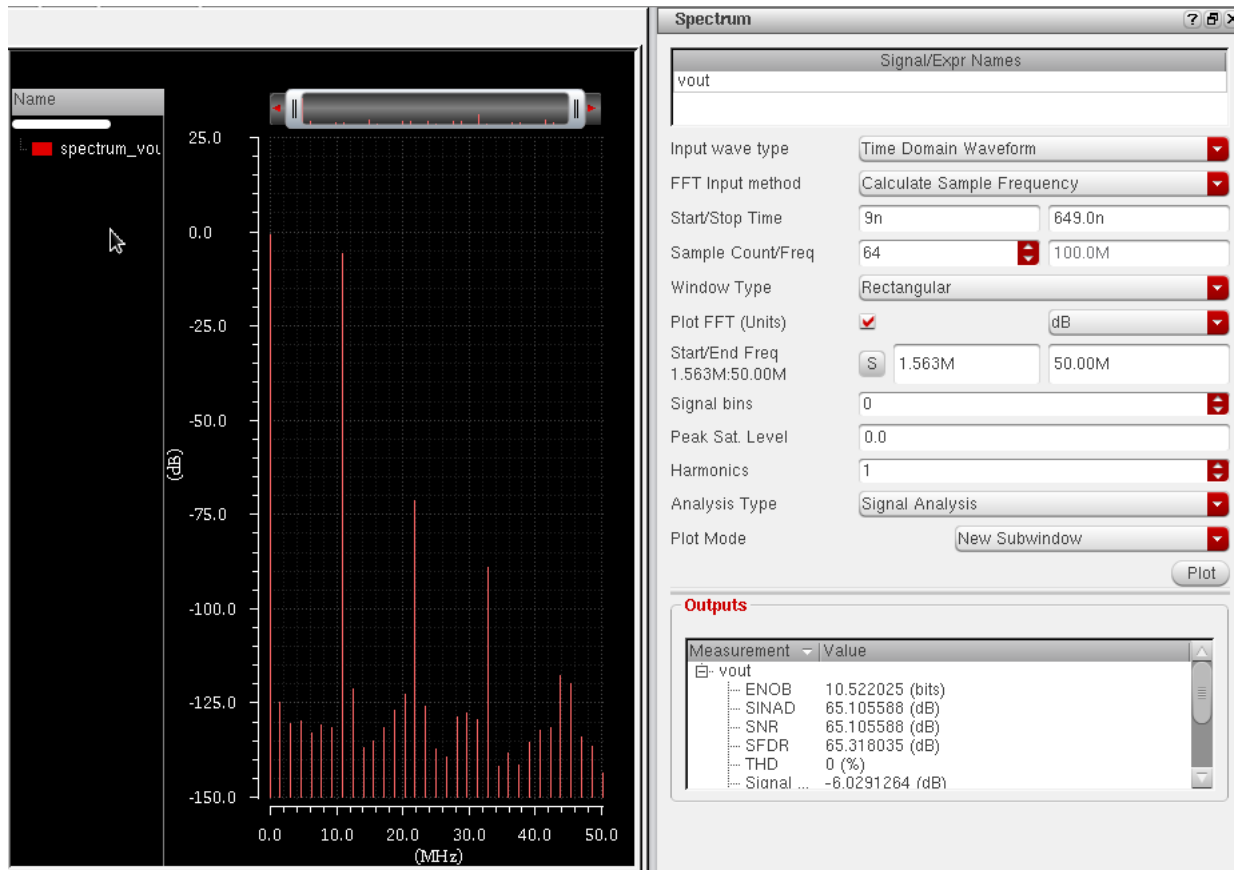 Name
spectrum_vou
25.0
0.0
-25.0
-50.0
-75.0
-100.0
-125.0
-150.0
(dB)
0.0 10.0 20.0 30.0 40.0 50.0
(MHz)
Spectrum
Signal/Expr Names
vout
Input wave type Time Domain Waveform
FFT Input method Calculate Sample Frequency
Start/Stop Time 9n 649.0n
Sample Count/Freq 64 100.0M
Window Type Rectangular
Plot FFT (Units) dB
Start/End Freq
1.563M:50.00M S 1.563M 50.00M
Signal bins 0
Peak Sat. Level 0.0
Harmonics 1
Analysis Type Signal Analysis
Plot Mode New Subwindow
Plot
Outputs
Measurement Value
vout
ENOB 10.522025 (bits)
SINAD 65.105588 (dB)
SNR 65.105588 (dB)
SFDR 65.318035 (dB)
THD 0 (%)
Signal ... -6.0291264 (dB)